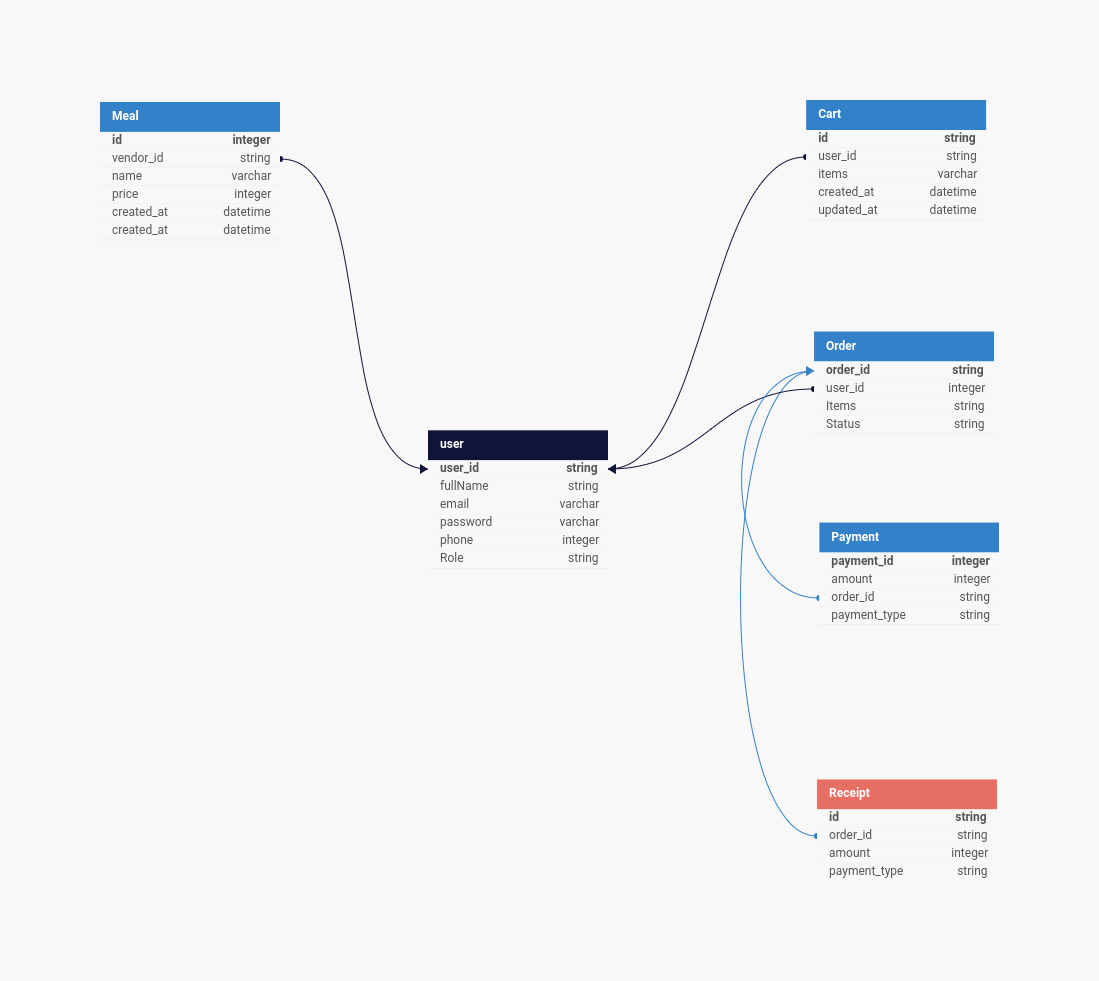 Meal
id integer
vendor_id string
name varchar
price integer
created_at datetime
created_at datetime
Cart
id string
user_id string
items varchar
created_at datetime
updated_at datetime
Order
order_id string
user_id integer
Items string
Status string
user
user_id string
fullName string
email varchar
password varchar
phone integer
Role string
Payment
payment_id integer
amount integer
order_id string
payment_type string
Receipt
id string
order_id string
amount integer
payment_type string